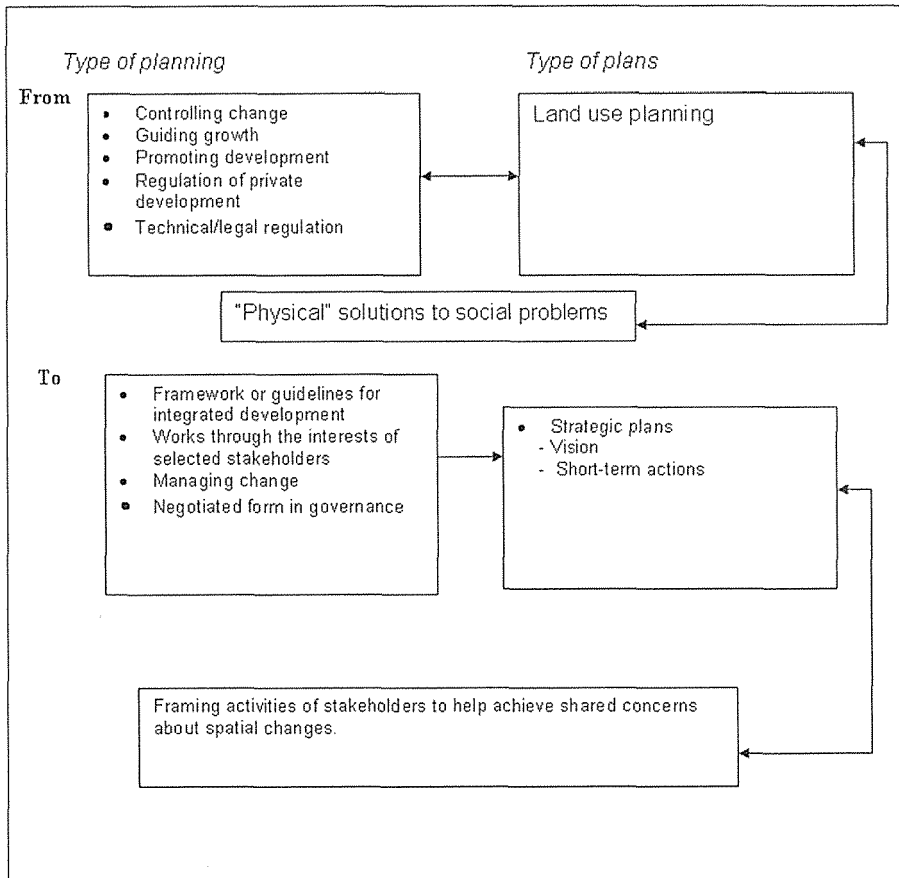 Type of planning
Type of plans
From
• Controlling change
• Guiding growth
• Promoting development
• Regulation of private
development
• Technical/legal regulation
Land use planning
"Physical" solutions to social problems
To
• Framework or guidelines for
integrated development
• Works through the interests of
selected stakeholders
• Managing change
• Negotiated form in governance
• Strategic plans
- Vision
- Short-term actions
Framing activities of stakeholders to help achieve shared concerns
about spatial changes.